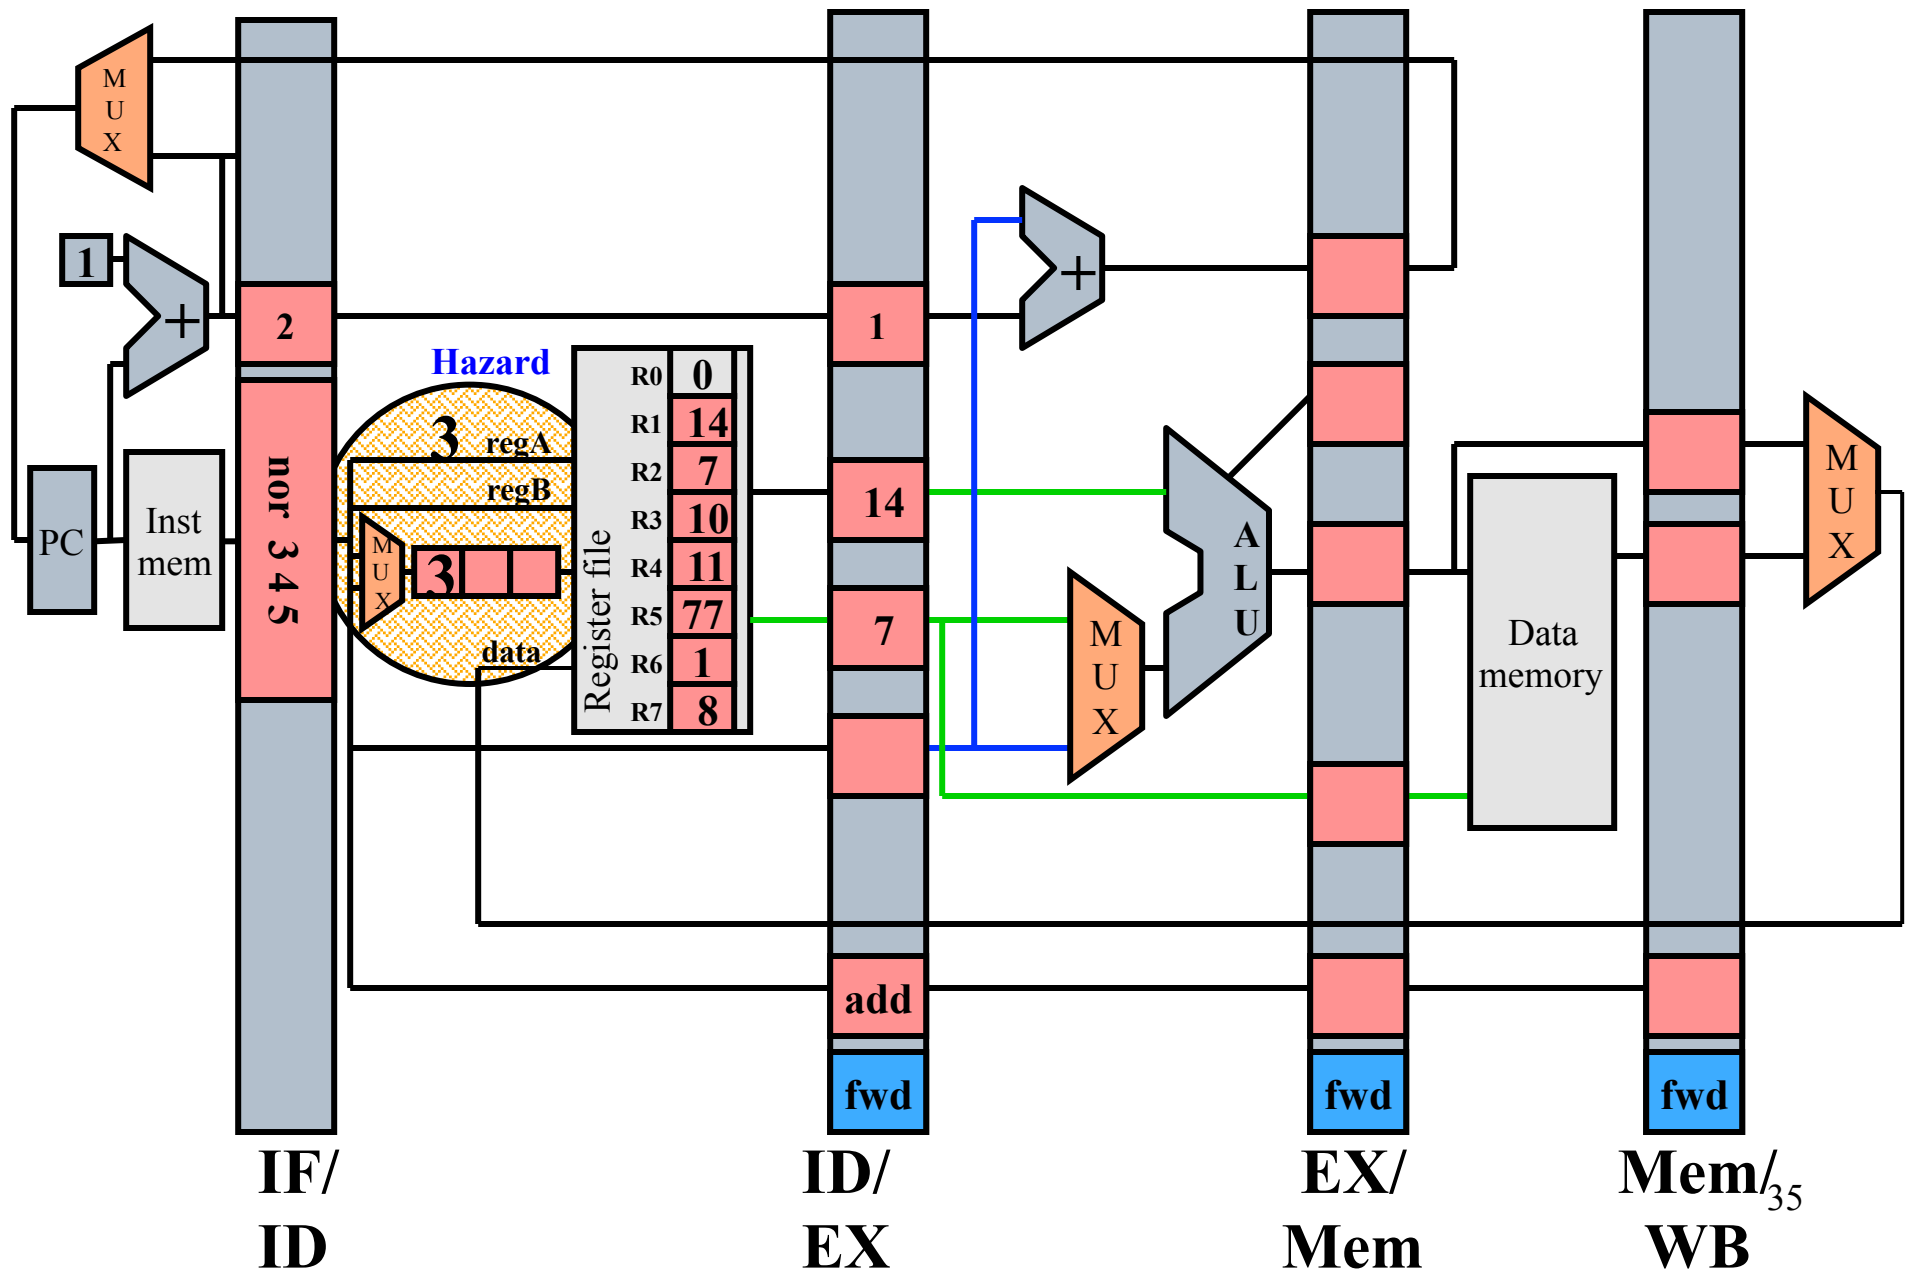 M
U
X
1
+
2
PC
Inst
mem
nor 3 4 5
Hazard
3
regA
regB
M
U
X
3
data
Register file
R0 0
R1 14
R2 7
R3 10
R4 11
R5 77
R6 1
R7 8
1
14
7
add
fwd
+
M
U
X
A
L
U
fwd
Data
memory
fwd
M
U
X
IF/
ID
ID/
EX
EX/
Mem
Mem/
WB
35